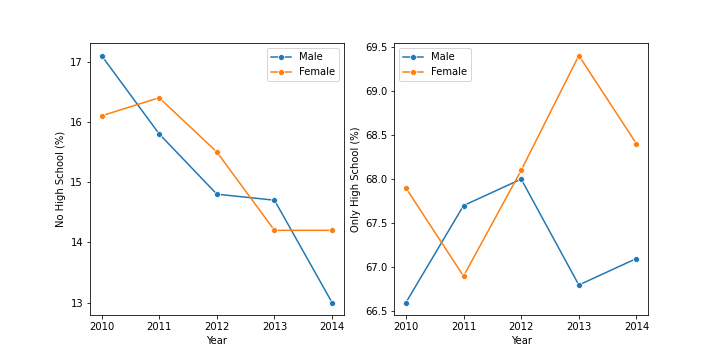 No High School (%)
17
16
15
14
13
2010 2011 2012 2013 2014
Year
Male
Female
Only High School (%)
69.5
69.0
68.5
68.0
67.5
67.0
66.5
2010 2011 2012 2013 2014
Year
Male
Female